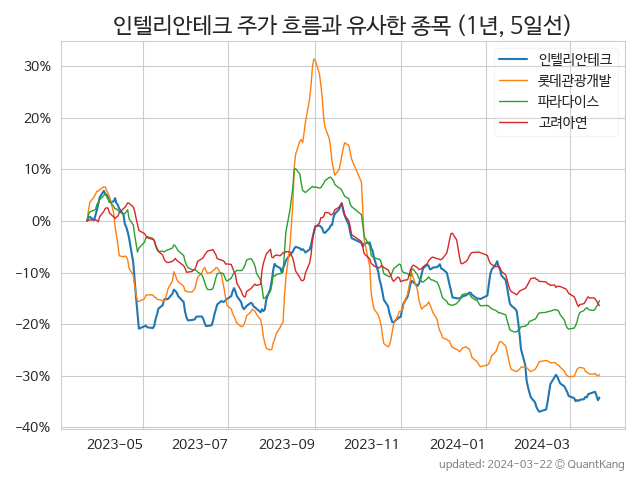 인텔리안테크 주가 흐름과 유사한 종목 (1년, 5일선)
인텔리안테크
롯데관광개발
파라다이스
고려아연
30%
20%
10%
0%
−10%
−20%
−30%
−40%
2023-05 2023-07 2023-09 2023-11 2024-01 2024-03
updated: 2024-03-22 © QuantKang